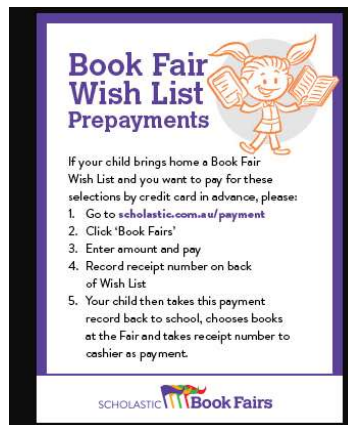 Book Fair
Wish List
Prepayments
If your child brings home a Book Fair
Wish List and you want to pay for these
selections by credit card in advance, please:
1. Go to scholastic.com.au/payment
2. Click ‘Book Fairs’
3. Enter amount and pay
4. Record receipt number on back
of Wish List
5. Your child then takes this payment
record back to school, chooses books
at the Fair and takes receipt number to
cashier as payment.
SCHOLASTIC Book Fairs